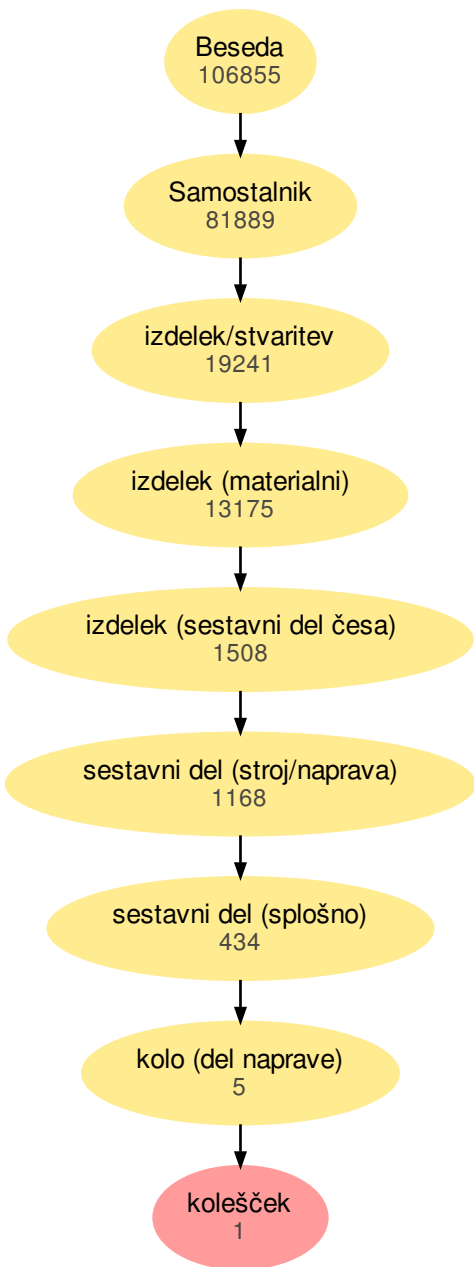 Beseda
106855
Samostalnik
81889
izdelek/stvaritev
19241
izdelek (materialni)
13175
izdelek (sestavni del česa)
1508
sestavni del (stroj/naprava)
1168
sestavni del (splošno)
434
kolo (del naprave)
5
kolešček
1